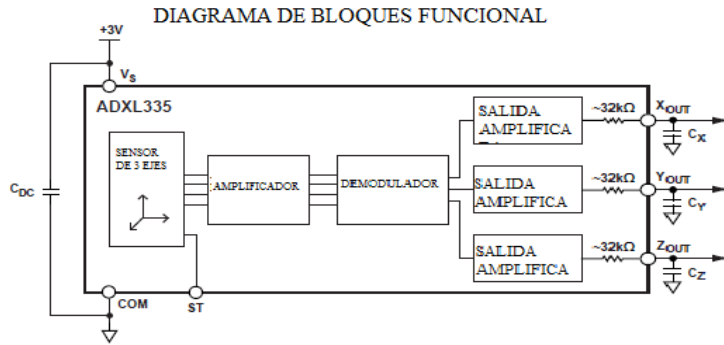 DIAGRAMA DE BLOQUES FUNCIONAL
+3V
VS
ADXL335
SENSOR
DE 3 EJES
AMPLIFICADOR
DEMODULADOR
SALIDA
AMPLIFICA
~32kΩ
XOUT
CX
SALIDA
AMPLIFICA
~32kΩ
YOUT
CY
SALIDA
AMPLIFICA
~32kΩ
ZOUT
CZ
CDC
COM
ST